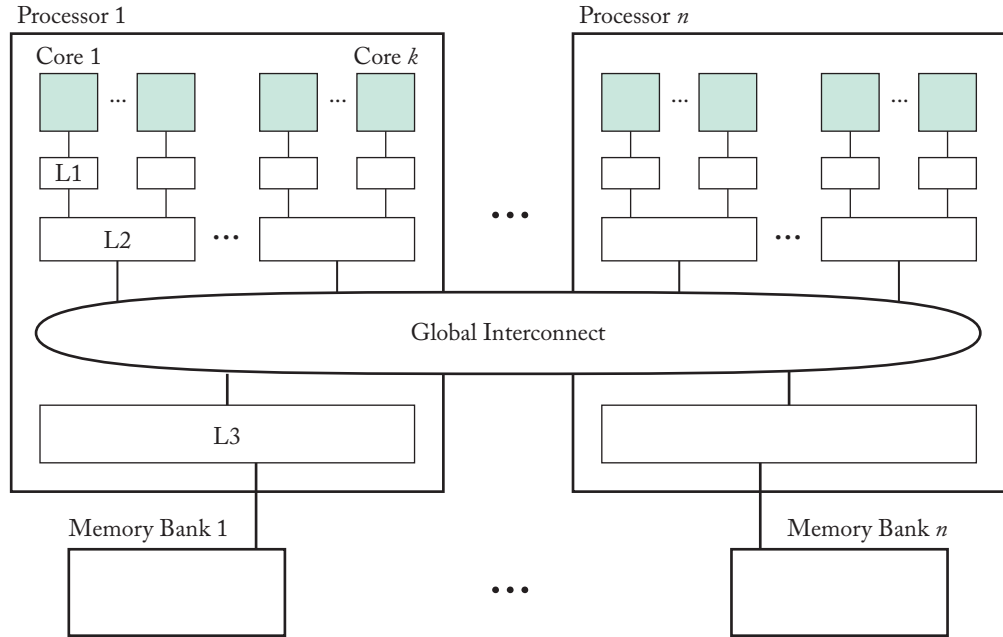 Processor 1
Processor n
Core 1
Core k
...
...
...
...
L1
...
L2
...
...
Global Interconnect
L3
Memory Bank 1
Memory Bank n
...